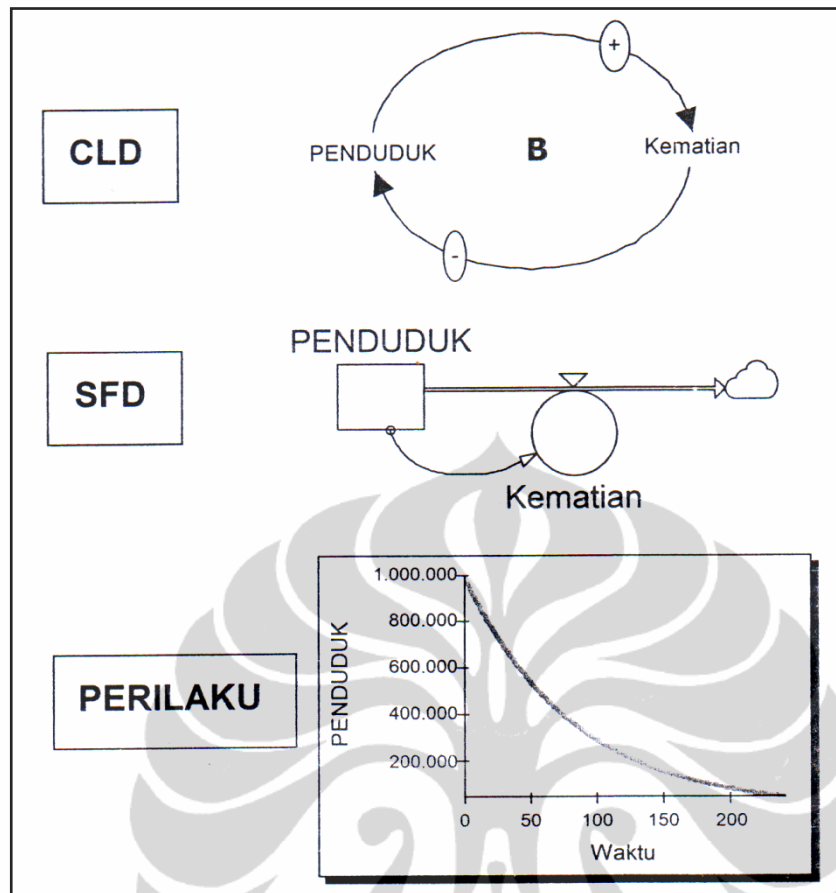 CLD
+
PENDUDUK
B
Kematian
-
SFD
PENDUDUK
Kematian
PERILAKU
PENDUDUK
1.000.000
800.000
600.000
400.000
200.000
0 50 100 150 200
Waktu